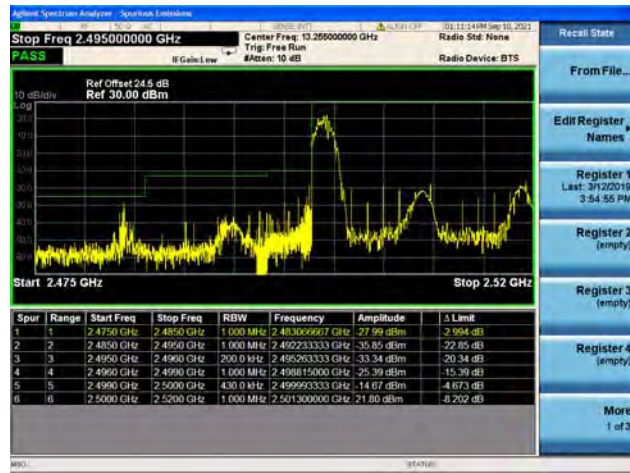 Agilent Spectrum Analyzer - Spurious Emissions
RF 50 Ω AC SENSE:INT ALIGN OFF 01:11:14 PM Sep 10, 2021
Stop Freq 2.495000000 GHz
Center Freq: 13.255000000 GHz
Radio Std: None
Trig: Free Run
PASS
IFGain:Low
#Atten: 10 dB
Radio Device: BTS
Ref Offset 24.5 dB
10 dB/div Ref 30.00 dBm
Log
20.0
10.0
Start 2.475 GHz
Stop 2.52 GHz
Spur Range Start Freq Stop Freq RBW Frequency Amplitude Δ Limit
1 1 2.4750 GHz 2.4850 GHz 1.000 MHz 2.483066667 GHz -27.99 dBm -2.994 dB
2 2 2.4850 GHz 2.4950 GHz 1.000 MHz 2.492233333 GHz -35.85 dBm -22.85 dB
3 3 2.4950 GHz 2.4960 GHz 200.0 kHz 2.495263333 GHz -33.34 dBm -20.34 dB
4 4 2.4960 GHz 2.4990 GHz 1.000 MHz 2.498815000 GHz -25.39 dBm -15.39 dB
5 5 2.4990 GHz 2.5000 GHz 430.0 kHz 2.499993333 GHz -14.67 dBm -4.673 dB
6 6 2.5000 GHz 2.5200 GHz 1.000 MHz 2.501300000 GHz 21.80 dBm -8.202 dB
MSG
STATUS
Recall State
From File...
Edit Register
Names
Register 1
Last: 3/12/2019
3:54:55 PM
Register 2
(empty)
Register 3
(empty)
Register 4
(empty)
More
1 of 3